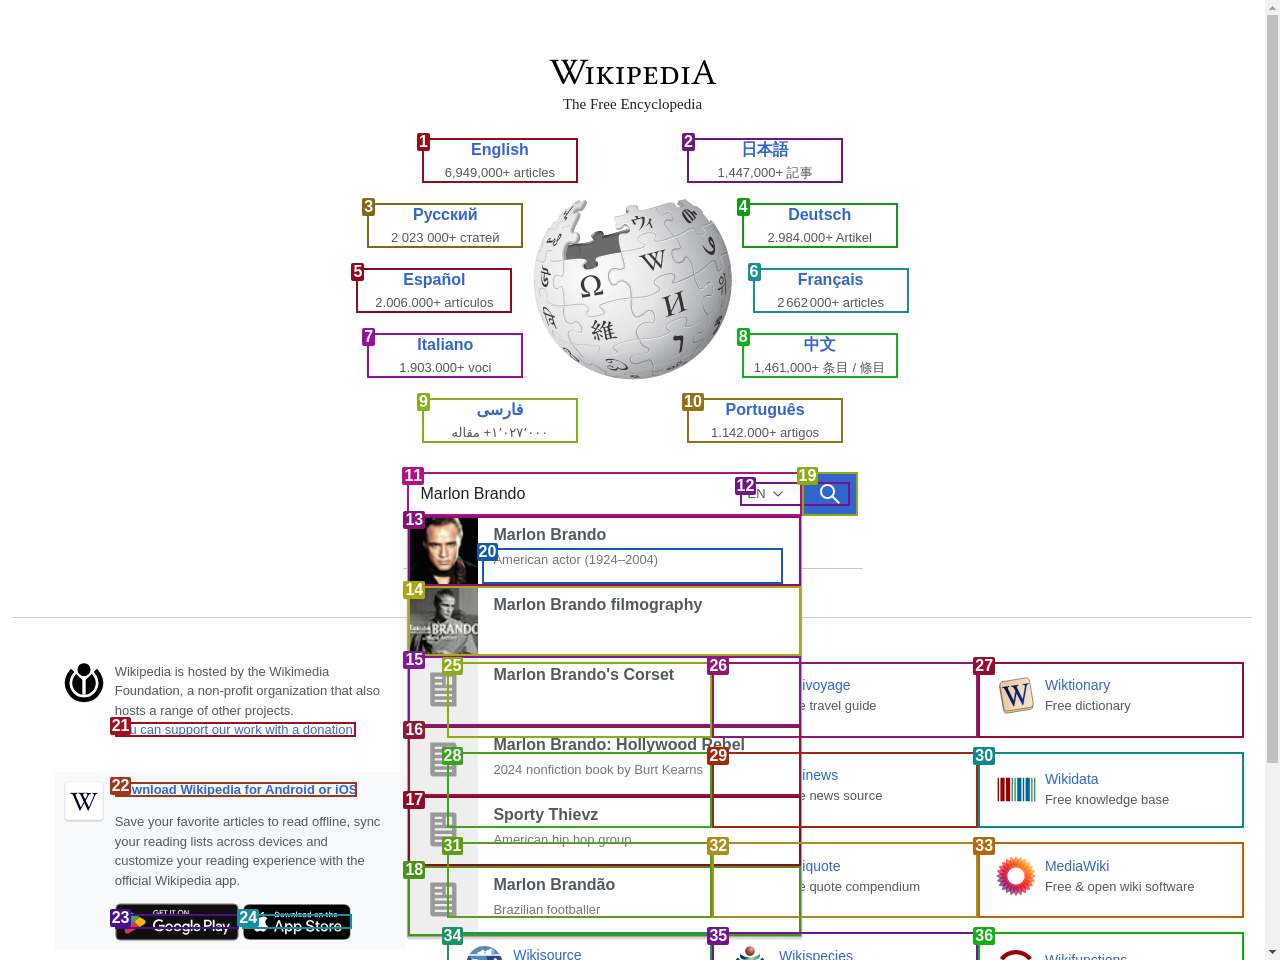 WIKIPEDIA
The Free Encyclopedia
1
English
6,949,000+ articles
2
日本語
1,447,000+ 記事
3
Русский
2 023 000+ статей
4
Deutsch
2.984.000+ Artikel
5
Español
2.006.000+ artículos
6
Français
2 662 000+ articles
7
Italiano
1.903.000+ voci
8
中文
1,461,000+ 条目 / 條目
9
فارسی
۱٬۰۲۷٬۰۰۰+ مقاله
10
Português
1.142.000+ artigos
11
Marlon Brando
12
EN
19
13
Marlon Brando
20
American actor (1924–2004)
14
Marlon Brando filmography
15
Marlon Brando's Corset
16
Marlon Brando: Hollywood Rebel
2024 nonfiction book by Burt Kearns
17
Sporty Thievz
American hip hop group
18
Marlon Brandão
Brazilian footballer
Wikipedia is hosted by the Wikimedia
Foundation, a non-profit organization that also
hosts a range of other projects.
21
u can support our work with a donation.
22
wnload Wikipedia for Android or iOS
Save your favorite articles to read offline, sync
your reading lists across devices and
customize your reading experience with the
official Wikipedia app.
23
GET IT ON
Google Play
24
Download on the
App Store
25
26
ivoyage
e travel guide
27
Wiktionary
Free dictionary
28
29
inews
e news source
30
Wikidata
Free knowledge base
31
32
iquote
e quote compendium
33
MediaWiki
Free & open wiki software
34
Wikisource
35
Wikispecies
36
Wikifunctions